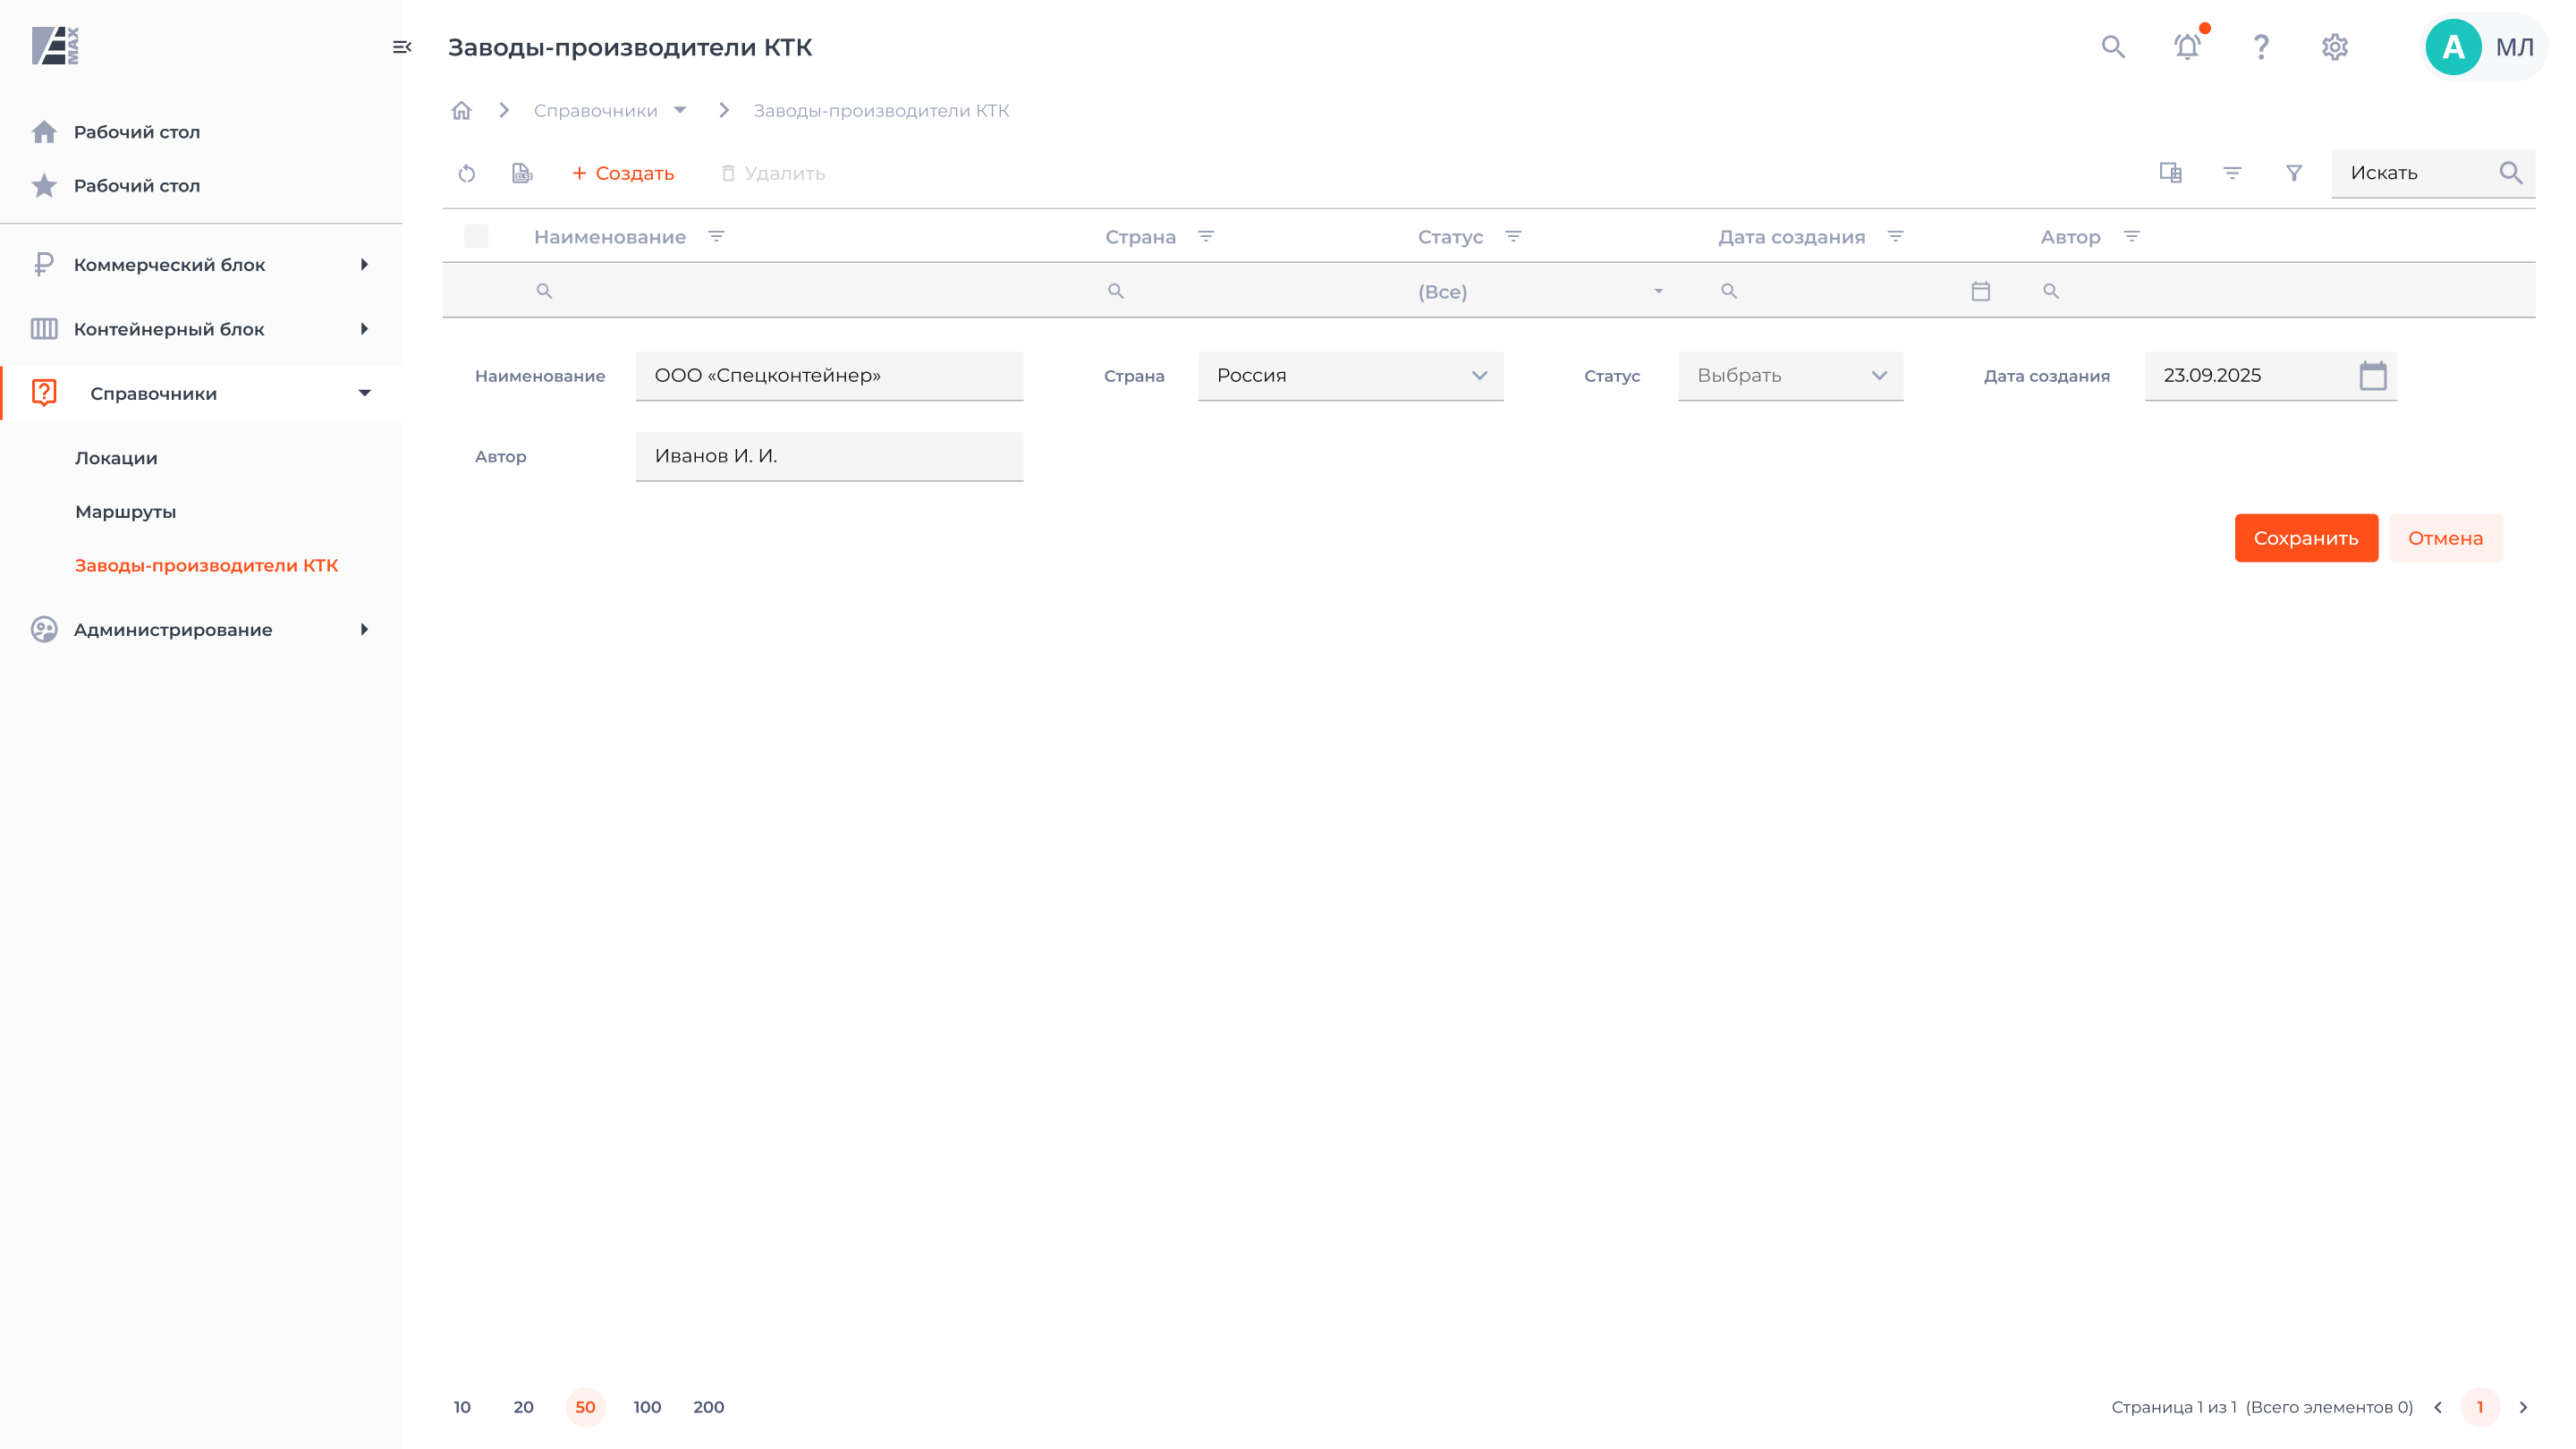 MAX
Заводы-производители КТК
А МЛ
Рабочий стол
Рабочий стол
Коммерческий блок
Контейнерный блок
Справочники
Локации
Маршруты
Заводы-производители КТК
Администрирование
Справочники Заводы-производители КТК
XLSX + Создать Удалить Искать
Наименование Страна Статус Дата создания Автор
(Все)
Наименование ООО «Спецконтейнер» Страна Россия Статус Выбрать Дата создания 23.09.2025
Автор Иванов И. И.
Сохранить Отмена
10 20 50 100 200 Страница 1 из 1 (Всего элементов 0) 1